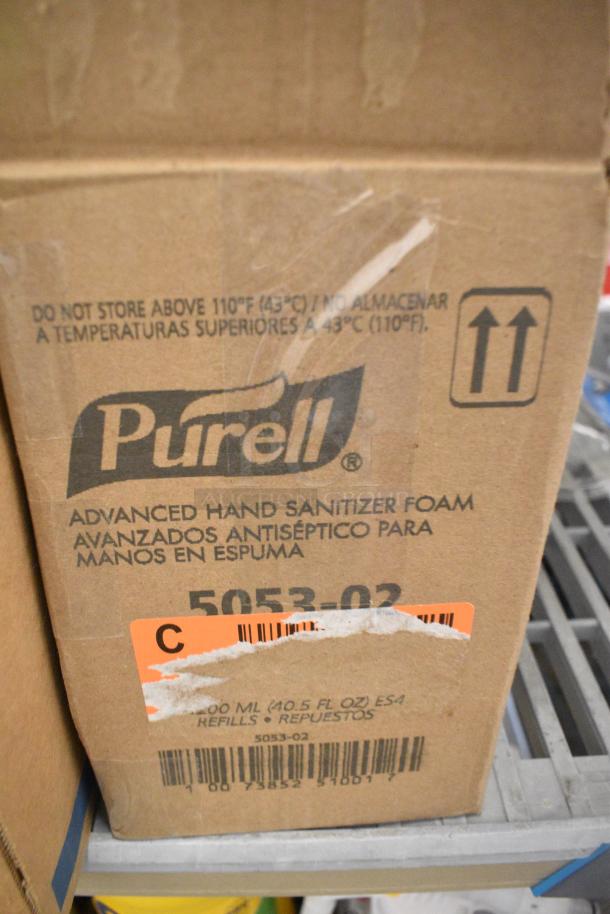 DO NOT STORE ABOVE 110°F (43°C) / NO ALMACENAR
A TEMPERATURAS SUPERIORES A 43°C (110°F).
Purell®
ADVANCED HAND SANITIZER FOAM
AVANZADOS ANTISÉPTICO PARA
MANOS EN ESPUMA
5053-02
C
ML (40.5 FL OZ) ES4
REFILLS • REPUESTOS
5053-02
1 00 73852 51001 7